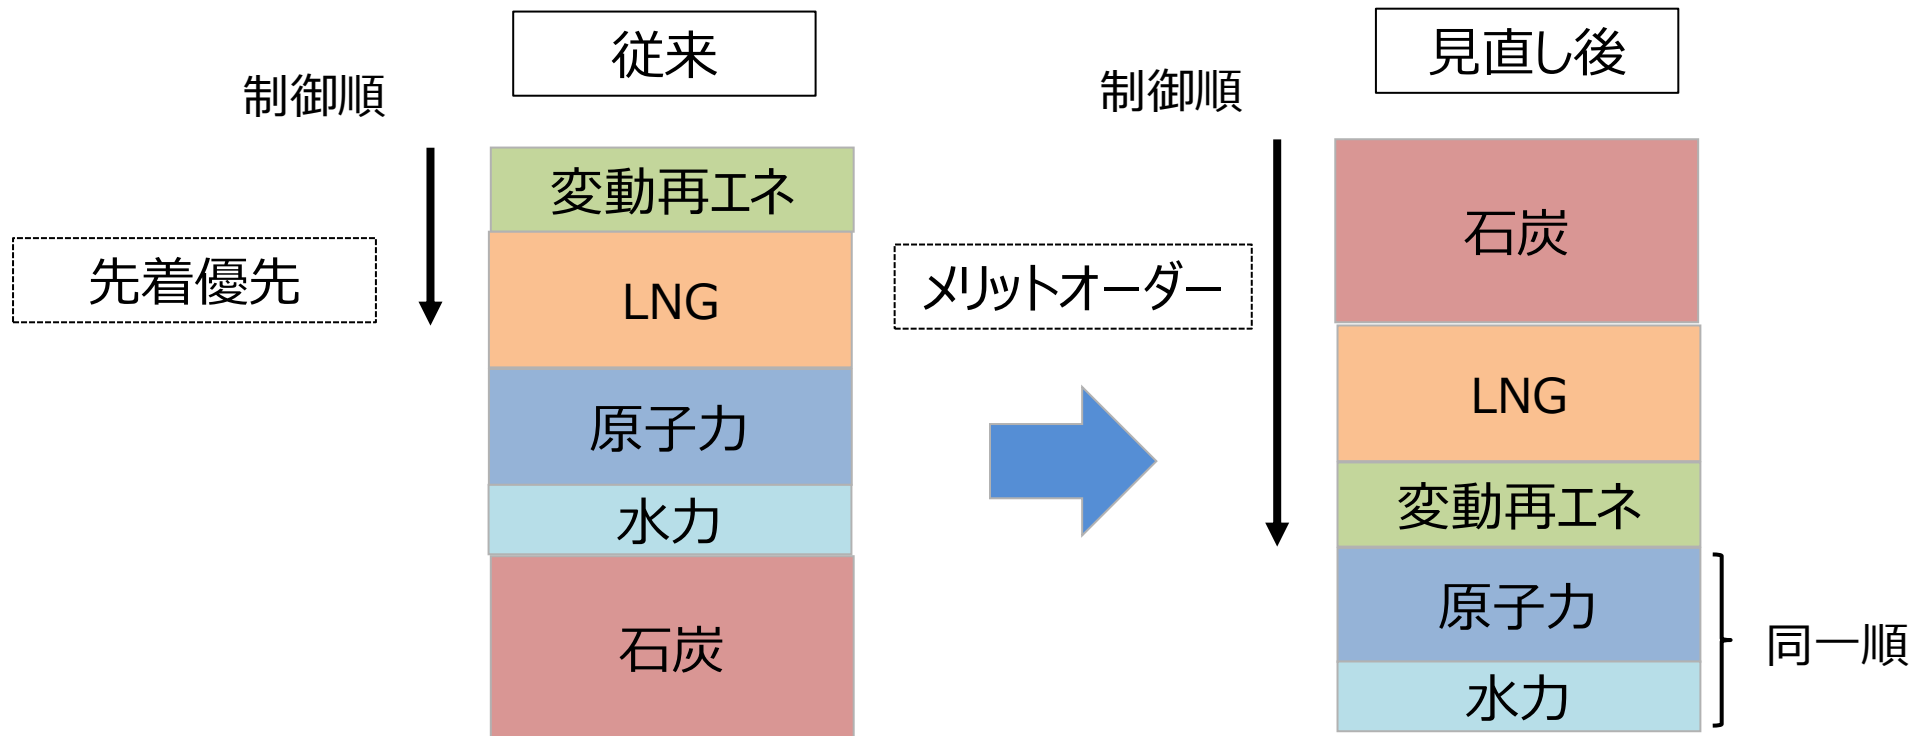 従来
制御順
先着優先
変動再エネ
LNG
原子力
水力
石炭
見直し後
制御順
メリットオーダー
石炭
LNG
変動再エネ
原子力
水力
同一順